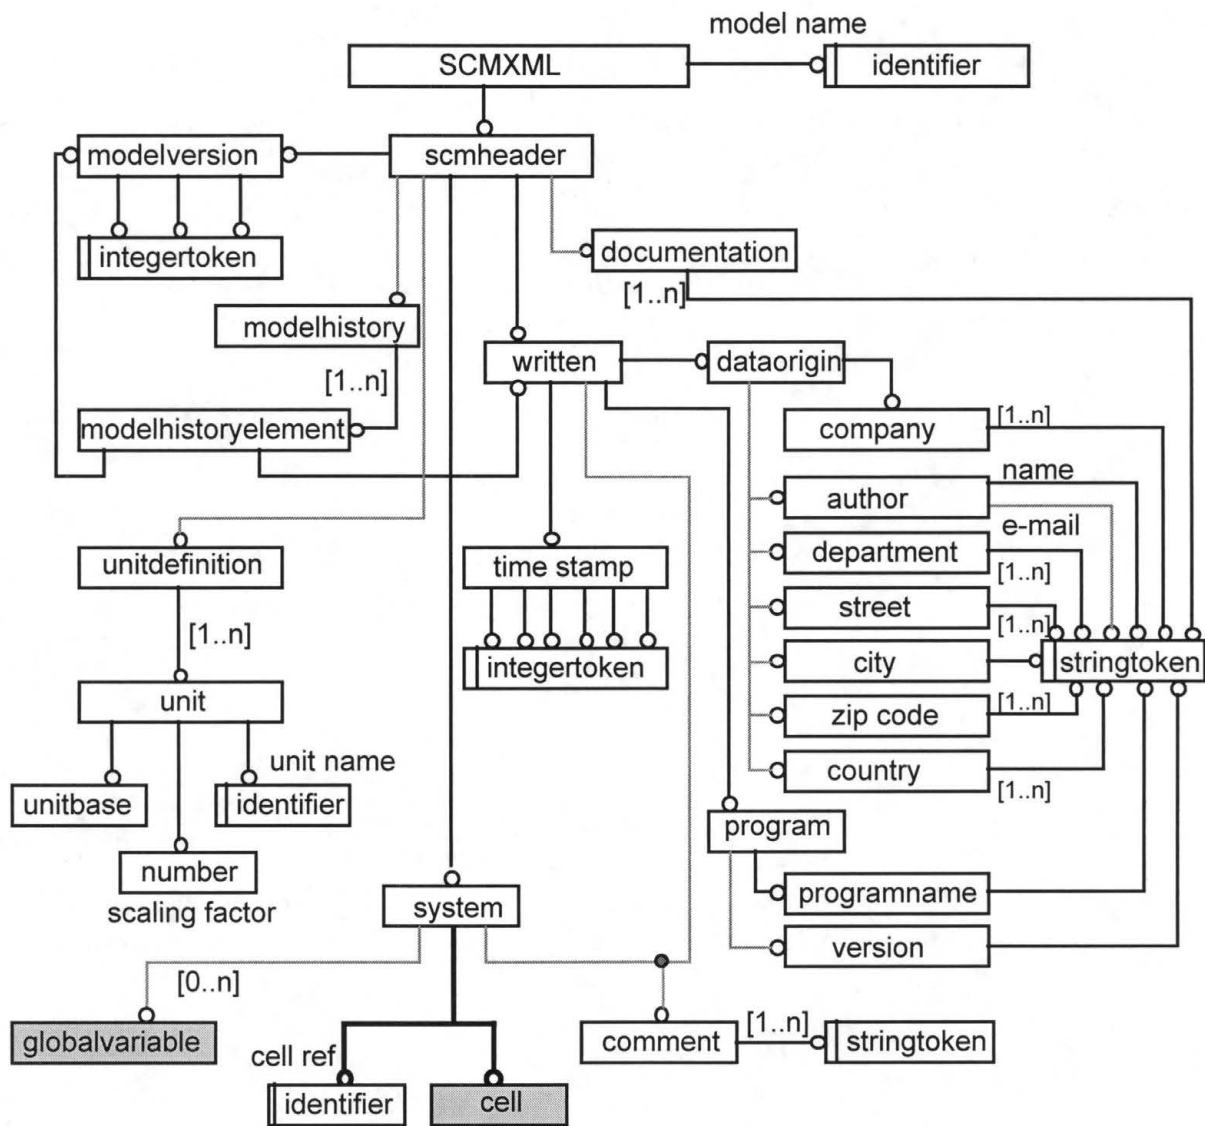 model name
SCMXML
identifier
modelversion
scmheader
integertoken
documentation
[1..n]
modelhistory
written
dataorigin
[1..n]
modelhistoryelement
company
[1..n]
name
author
e-mail
unitdefinition
time stamp
department
[1..n]
street
[1..n]
[1..n]
integertoken
city
stringtoken
unit
zip code
[1..n]
unit name
country
[1..n]
unitbase
identifier
program
number
scaling factor
system
programname
version
[0..n]
globalvariable
comment
[1..n]
stringtoken
cell ref
identifier
cell